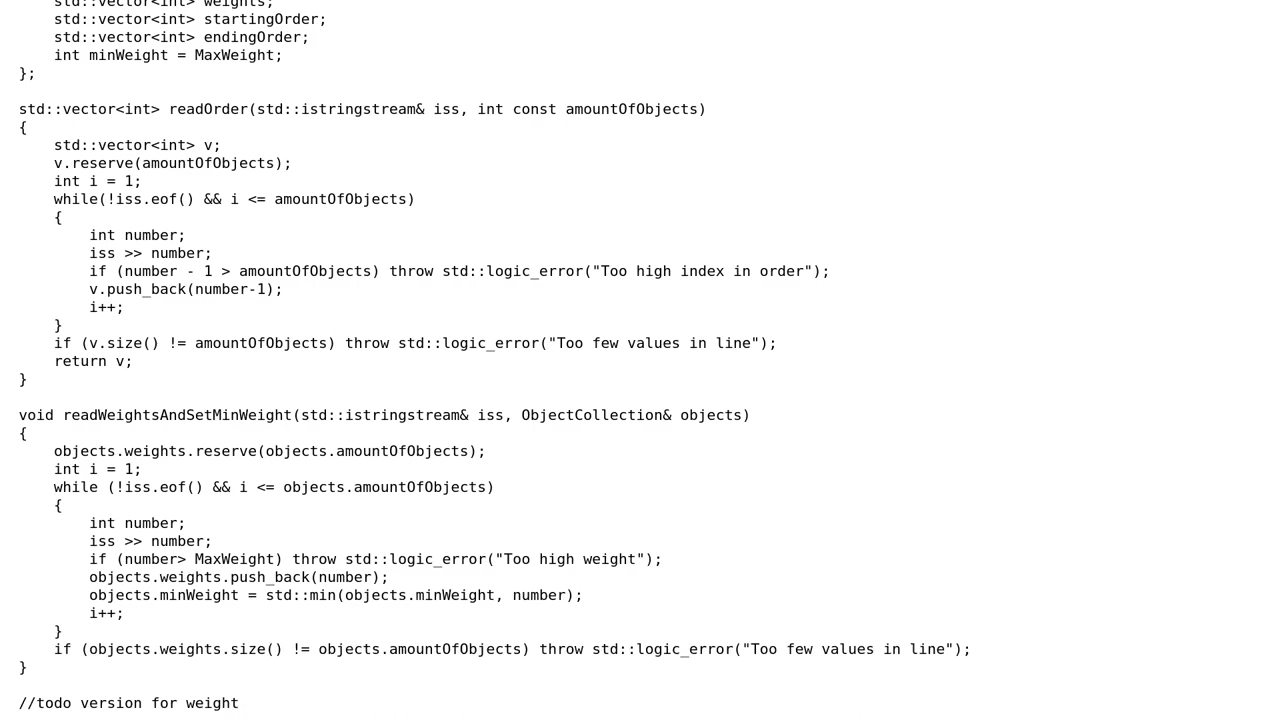 std::vector<int> weights;
    std::vector<int> startingOrder;
    std::vector<int> endingOrder;
    int minWeight = MaxWeight;
};

std::vector<int> readOrder(std::istringstream& iss, int const amountOfObjects)
{
    std::vector<int> v;
    v.reserve(amountOfObjects);
    int i = 1;
    while(!iss.eof() && i <= amountOfObjects)
    {
        int number;
        iss >> number;
        if (number - 1 > amountOfObjects) throw std::logic_error("Too high index in order");
        v.push_back(number-1);
        i++;
    }
    if (v.size() != amountOfObjects) throw std::logic_error("Too few values in line");
    return v;
}

void readWeightsAndSetMinWeight(std::istringstream& iss, ObjectCollection& objects)
{
    objects.weights.reserve(objects.amountOfObjects);
    int i = 1;
    while (!iss.eof() && i <= objects.amountOfObjects)
    {
        int number;
        iss >> number;
        if (number> MaxWeight) throw std::logic_error("Too high weight");
        objects.weights.push_back(number);
        objects.minWeight = std::min(objects.minWeight, number);
        i++;
    }
    if (objects.weights.size() != objects.amountOfObjects) throw std::logic_error("Too few values in line");
}

//todo version for weight